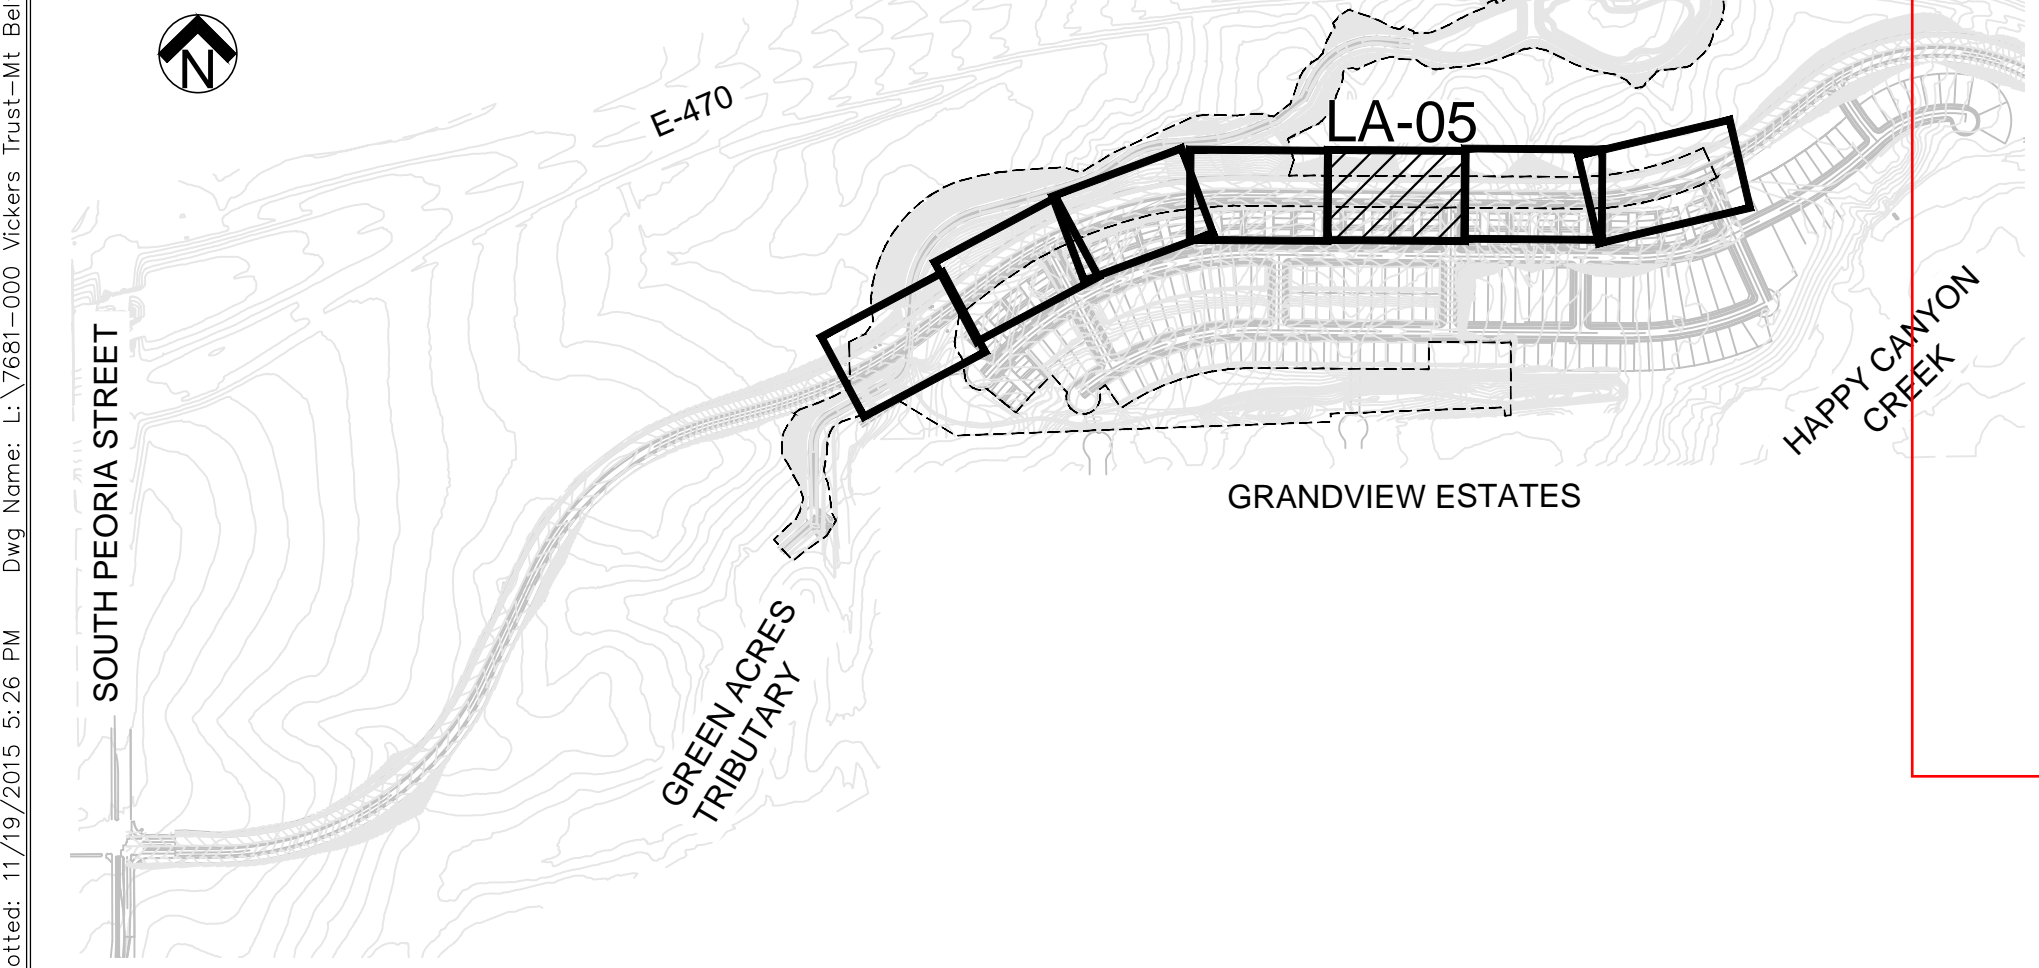 N
E-470
LA-05
SOUTH PEORIA STREET
HAPPY CANYON
CREEK
GRANDVIEW ESTATES
GREEN ACRES
TRIBUTARY
otted: 11/19/2015 5:26 PM Dwg Name: L:\7681-000 Vickers Trust-Mt Bel